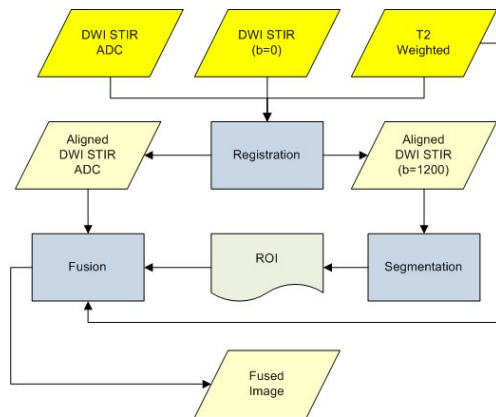 DWI STIR
ADC
DWI STIR
(b=0)
T2
Weighted
Aligned
DWI STIR
ADC
Registration
Aligned
DWI STIR
(b=1200)
Fusion
ROI
Segmentation
Fused
Image